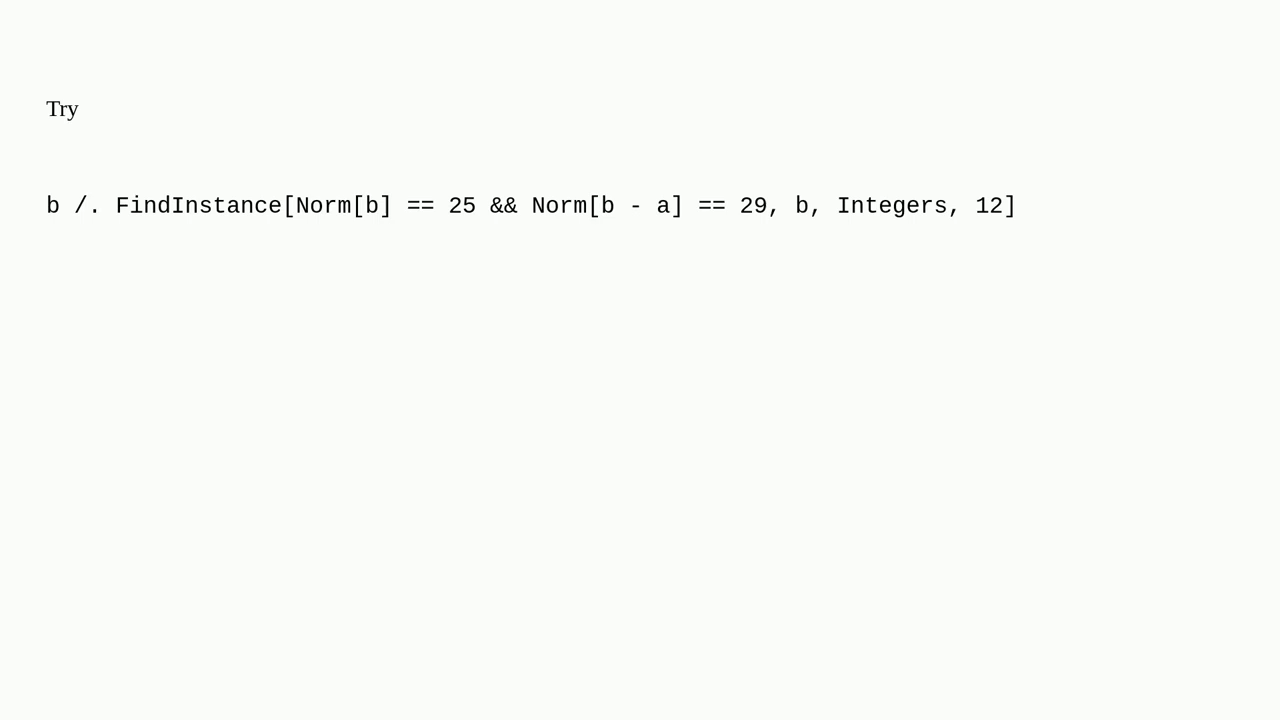 Try
b /. FindInstance[Norm[b] == 25 && Norm[b - a] == 29, b, Integers, 12]